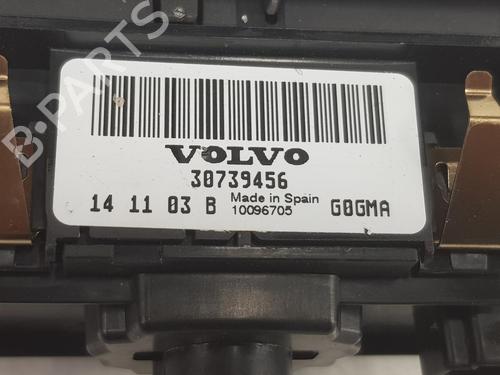 VOLVO
30739456
14 11 03 B Made in Spain G0GMA
10096705
B-PARTS